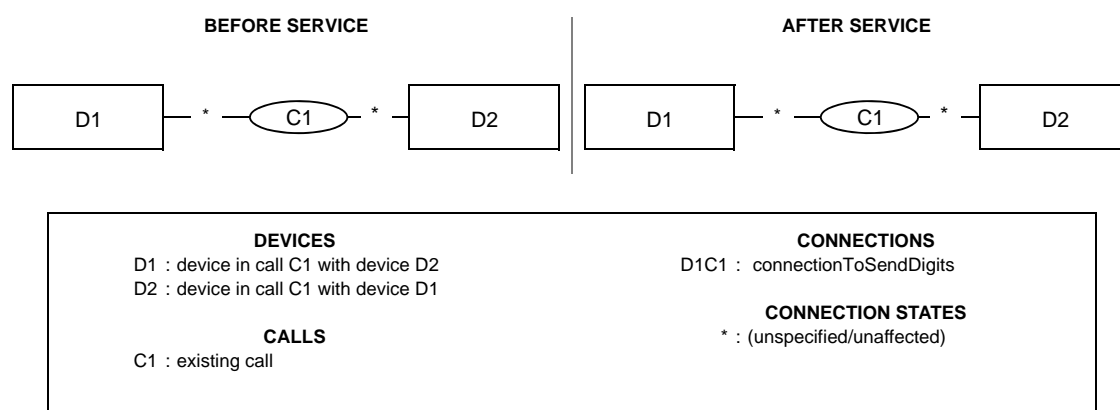 BEFORE SERVICE
AFTER SERVICE
D1 * C1 * D2
D1 * C1 * D2
DEVICES
D1 : device in call C1 with device D2
D2 : device in call C1 with device D1
CALLS
C1 : existing call
CONNECTIONS
D1C1 : connectionToSendDigits
CONNECTION STATES
* : (unspecified/unaffected)